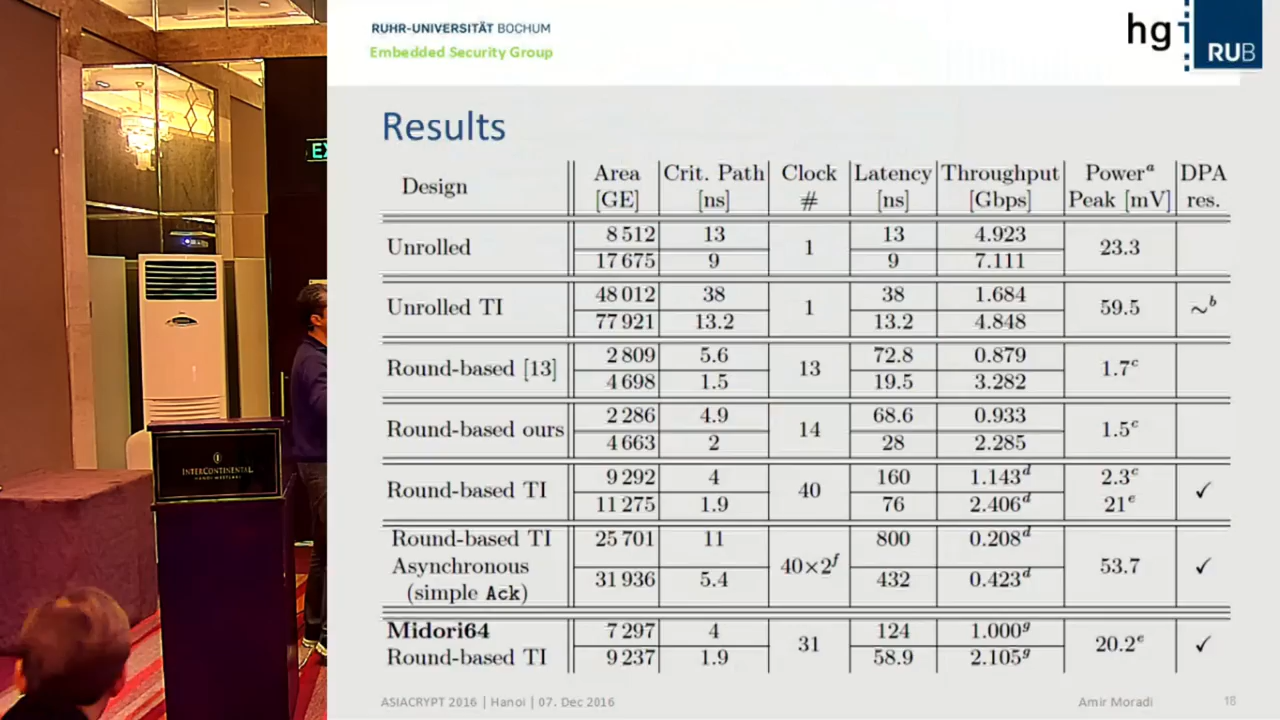 RUHR-UNIVERSITÄT BOCHUM
Embedded Security Group
hgi
RUB
Results
Design Area [GE] Crit. Path [ns] Clock # Latency [ns] Throughput [Gbps] Power^a Peak [mV] DPA res.
Unrolled 8 512 13 1 13 4.923 23.3
17 675 9 9 7.111
Unrolled TI 48 012 38 1 38 1.684 59.5 ~^b
77 921 13.2 13.2 4.848
Round-based [13] 2 809 5.6 13 72.8 0.879 1.7^c
4 698 1.5 19.5 3.282
Round-based ours 2 286 4.9 14 68.6 0.933 1.5^c
4 663 2 28 2.285
Round-based TI 9 292 4 40 160 1.143^d 2.3^c ✓
11 275 1.9 76 2.406^d 21^e
Round-based TI 25 701 11 800 0.208^d
Asynchronous 40×2^f 53.7 ✓
(simple Ack) 31 936 5.4 432 0.423^d
Midori64 7 297 4 31 124 1.000^g 20.2^e ✓
Round-based TI 9 237 1.9 58.9 2.105^g
ASIACRYPT 2016 | Hanoi | 07. Dec 2016
Amir Moradi
18
EX
INTERCONTINENTAL
HANOI WESTLAKE